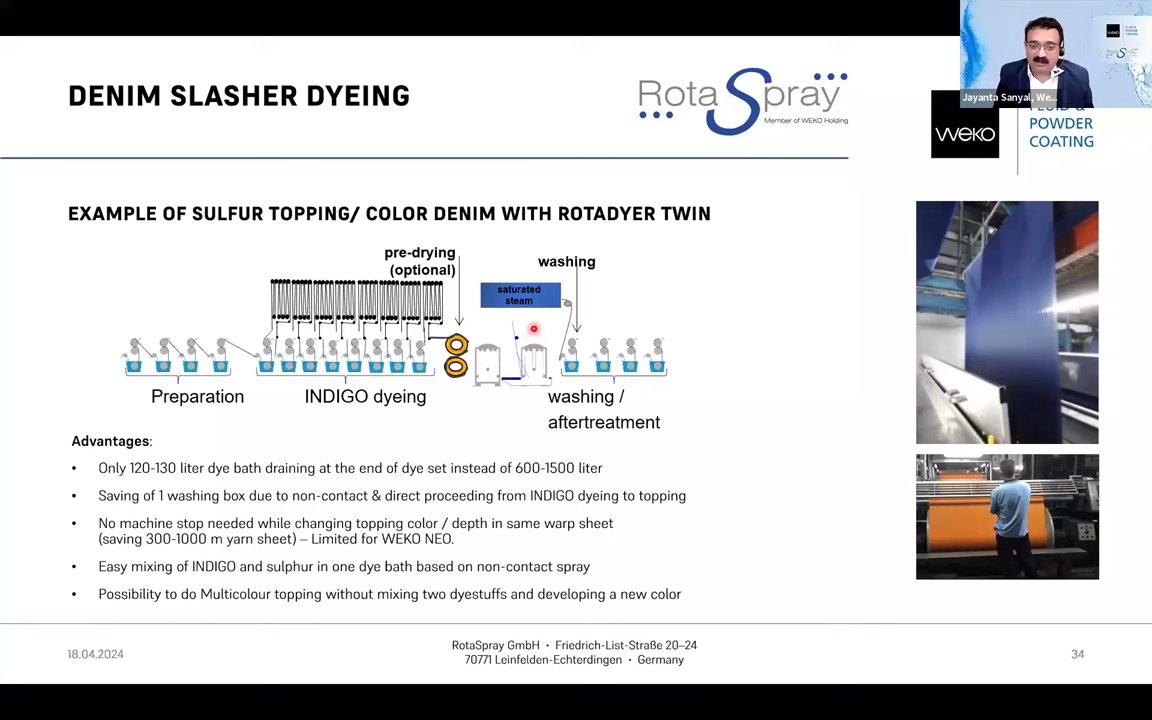 DENIM SLASHER DYEING
RotaSpray
Member of WEKO Holding
Jayanta Sanyal, We...
weko
FLUID &
POWDER
COATING
EXAMPLE OF SULFUR TOPPING/ COLOR DENIM WITH ROTADYER TWIN
pre-drying
(optional)
washing
saturated
steam
Preparation
INDIGO dyeing
washing /
aftertreatment
Advantages:
• Only 120-130 liter dye bath draining at the end of dye set instead of 600-1500 liter
• Saving of 1 washing box due to non-contact & direct proceeding from INDIGO dyeing to topping
• No machine stop needed while changing topping color / depth in same warp sheet
(saving 300-1000 m yarn sheet) – Limited for WEKO NEO.
• Easy mixing of INDIGO and sulphur in one dye bath based on non-contact spray
• Possibility to do Multicolour topping without mixing two dyestuffs and developing a new color
18.04.2024
RotaSpray GmbH • Friedrich-List-Straße 20–24
70771 Leinfelden-Echterdingen • Germany
34